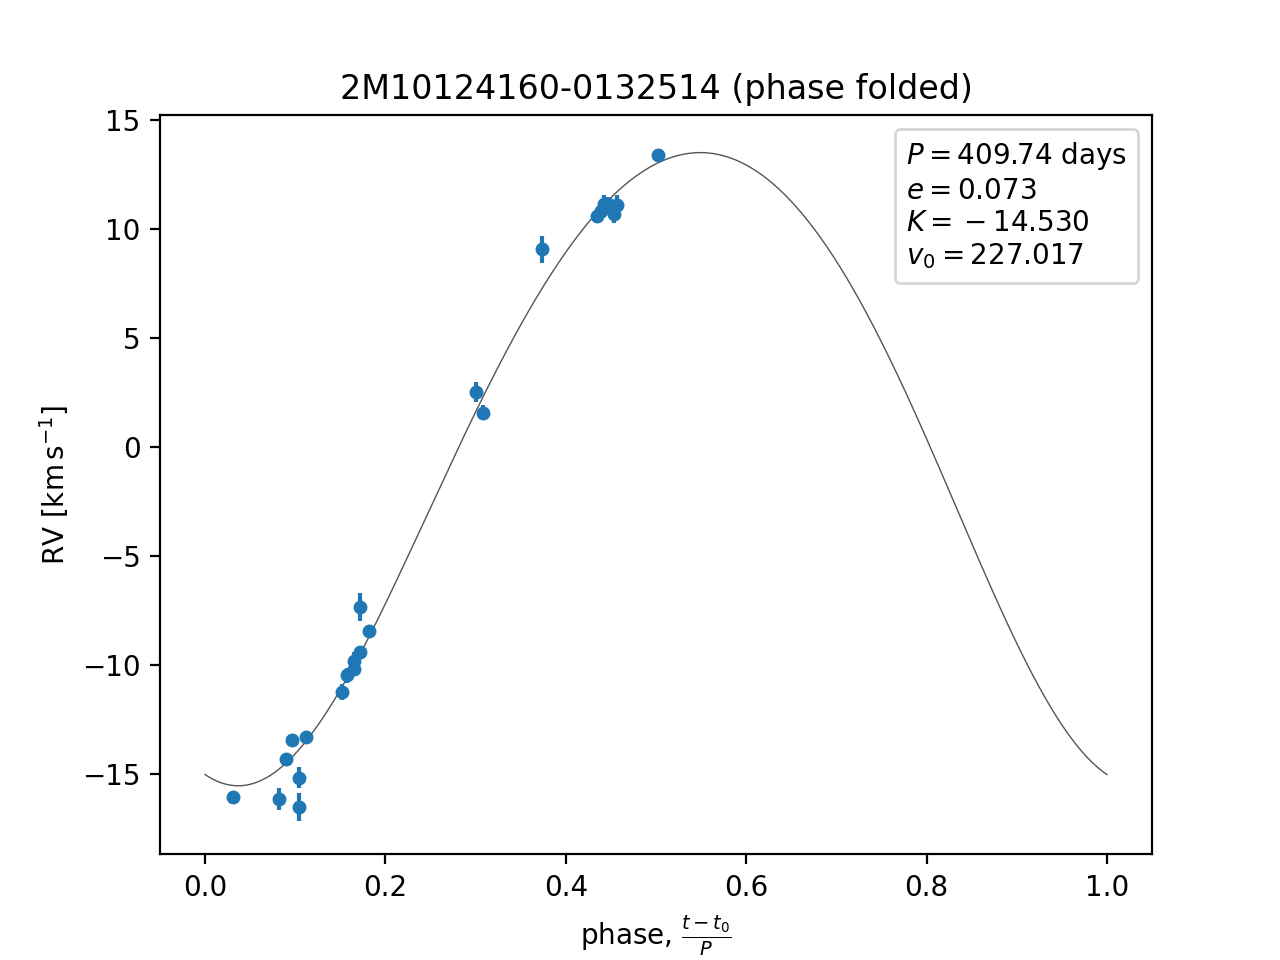 2M10124160-0132514 (phase folded)
P = 409.74 days
e = 0.073
K = −14.530
v₀ = 227.017
15
10
5
0
−5
−10
−15
RV [km s⁻¹]
0.0 0.2 0.4 0.6 0.8 1.0
phase, (t − t₀)/P